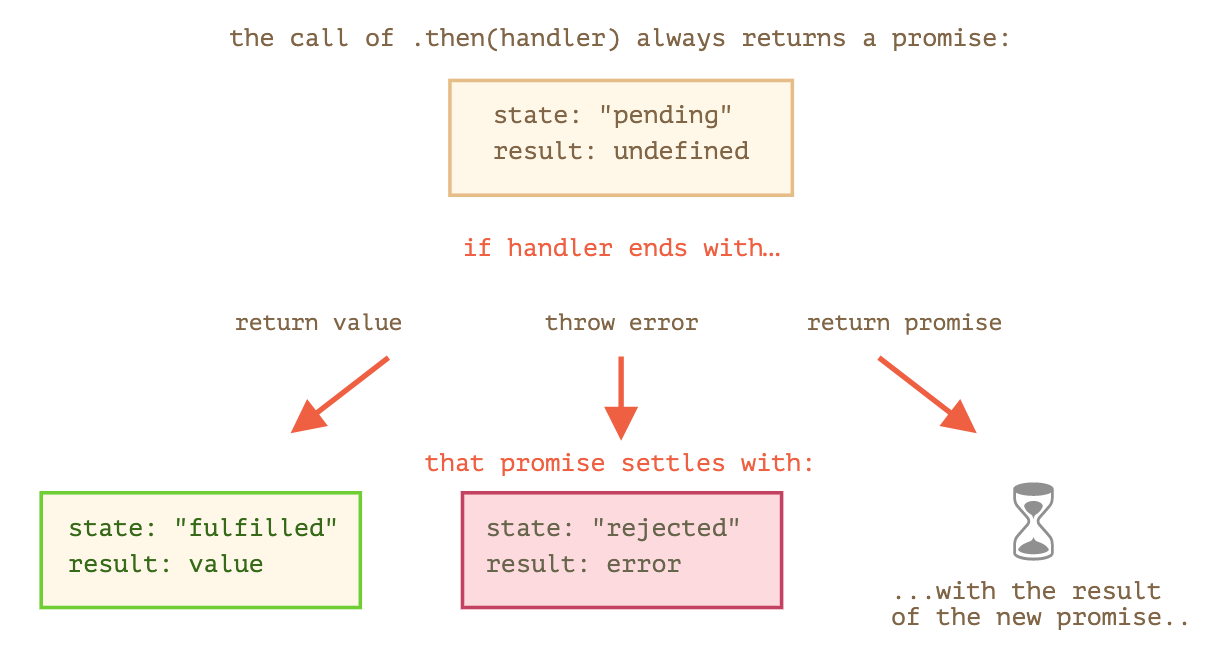 the call of .then(handler) always returns a promise:
state: "pending"
result: undefined
if handler ends with…
return value
throw error
return promise
that promise settles with:
state: "fulfilled"
result: value
state: "rejected"
result: error
...with the result
of the new promise..